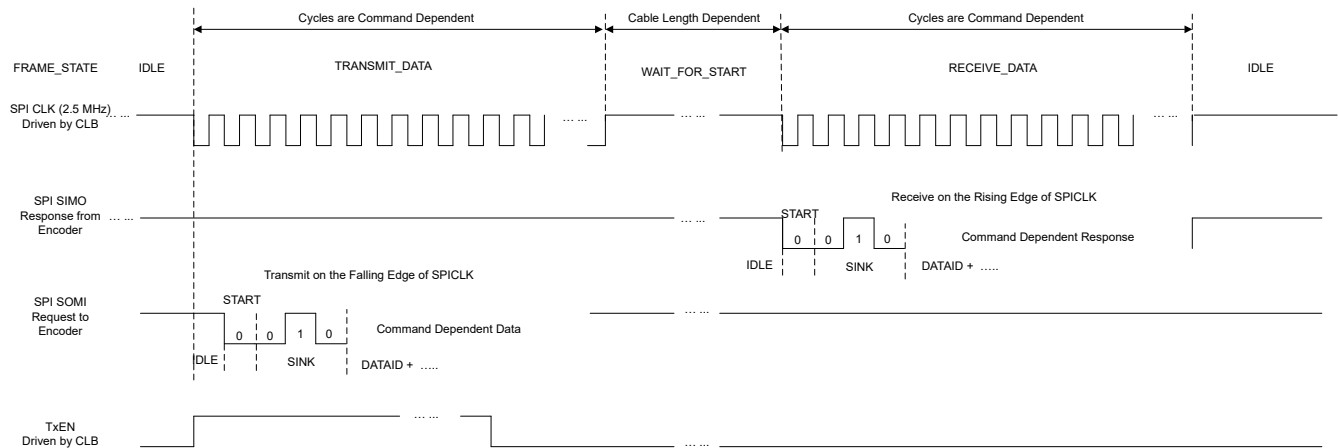 Cycles are Command Dependent
Cable Length Dependent
Cycles are Command Dependent
FRAME_STATE
IDLE
TRANSMIT_DATA
WAIT_FOR_START
RECEIVE_DATA
IDLE
SPI CLK (2.5 MHz)
Driven by CLB
... ...
... ...
... ...
... ...
Receive on the Rising Edge of SPICLK
SPI SIMO
Response from
Encoder
... ...
... ...
START
0 0 1 0
Command Dependent Response
IDLE
SINK
DATAID + .....
Transmit on the Falling Edge of SPICLK
SPI SOMI
Request to
Encoder
START
0 0 1 0
Command Dependent Data
... ...
IDLE
SINK
DATAID + .....
TxEN
Driven by CLB
... ...